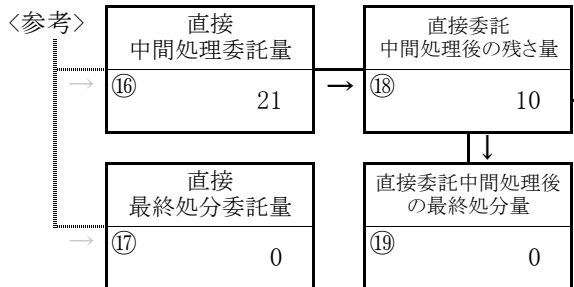 〈参考〉
直接
中間処理委託量
⑯
21
→
→
直接委託
中間処理後の残さ量
⑱
10
↓
直接
最終処分委託量
→
⑰
0
直接委託中間処理後
の最終処分量
⑲
0